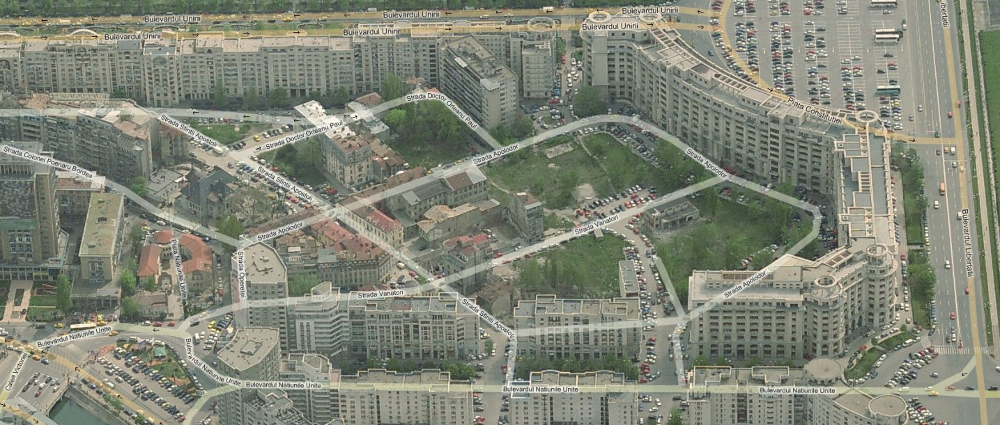 Bulevardul Unirii
Bulevardul Unirii
Bulevardul Unirii
Bulevardul Unirii
Bulevardul Unirii
Bulevardul Unirii
Libertatii
Piata Constitutiei
Strada Doctor Orleanu Paul
Strada Sfintii Apostoli
Strada Doctor Orleanu Paul
Strada Apolodor
Strada Apolodor
Strada Colonel Poenaru Bordea
Strada Sfintii Apostoli
Strada Apolodor
Strada Vanatori
Bulevardul Libertatii
Piata Natiunile Unite
Strada Operetei
Strada Apolodor
Strada Vanatori
Strada Sfintii Apostoli
Bulevardul Natiunile Unite
Bulevardul Natiunile Unite
Calea Victoriei
Bulevardul Natiunile Unite
Bulevardul Natiunile Unite
Bulevardul Natiunile Unite